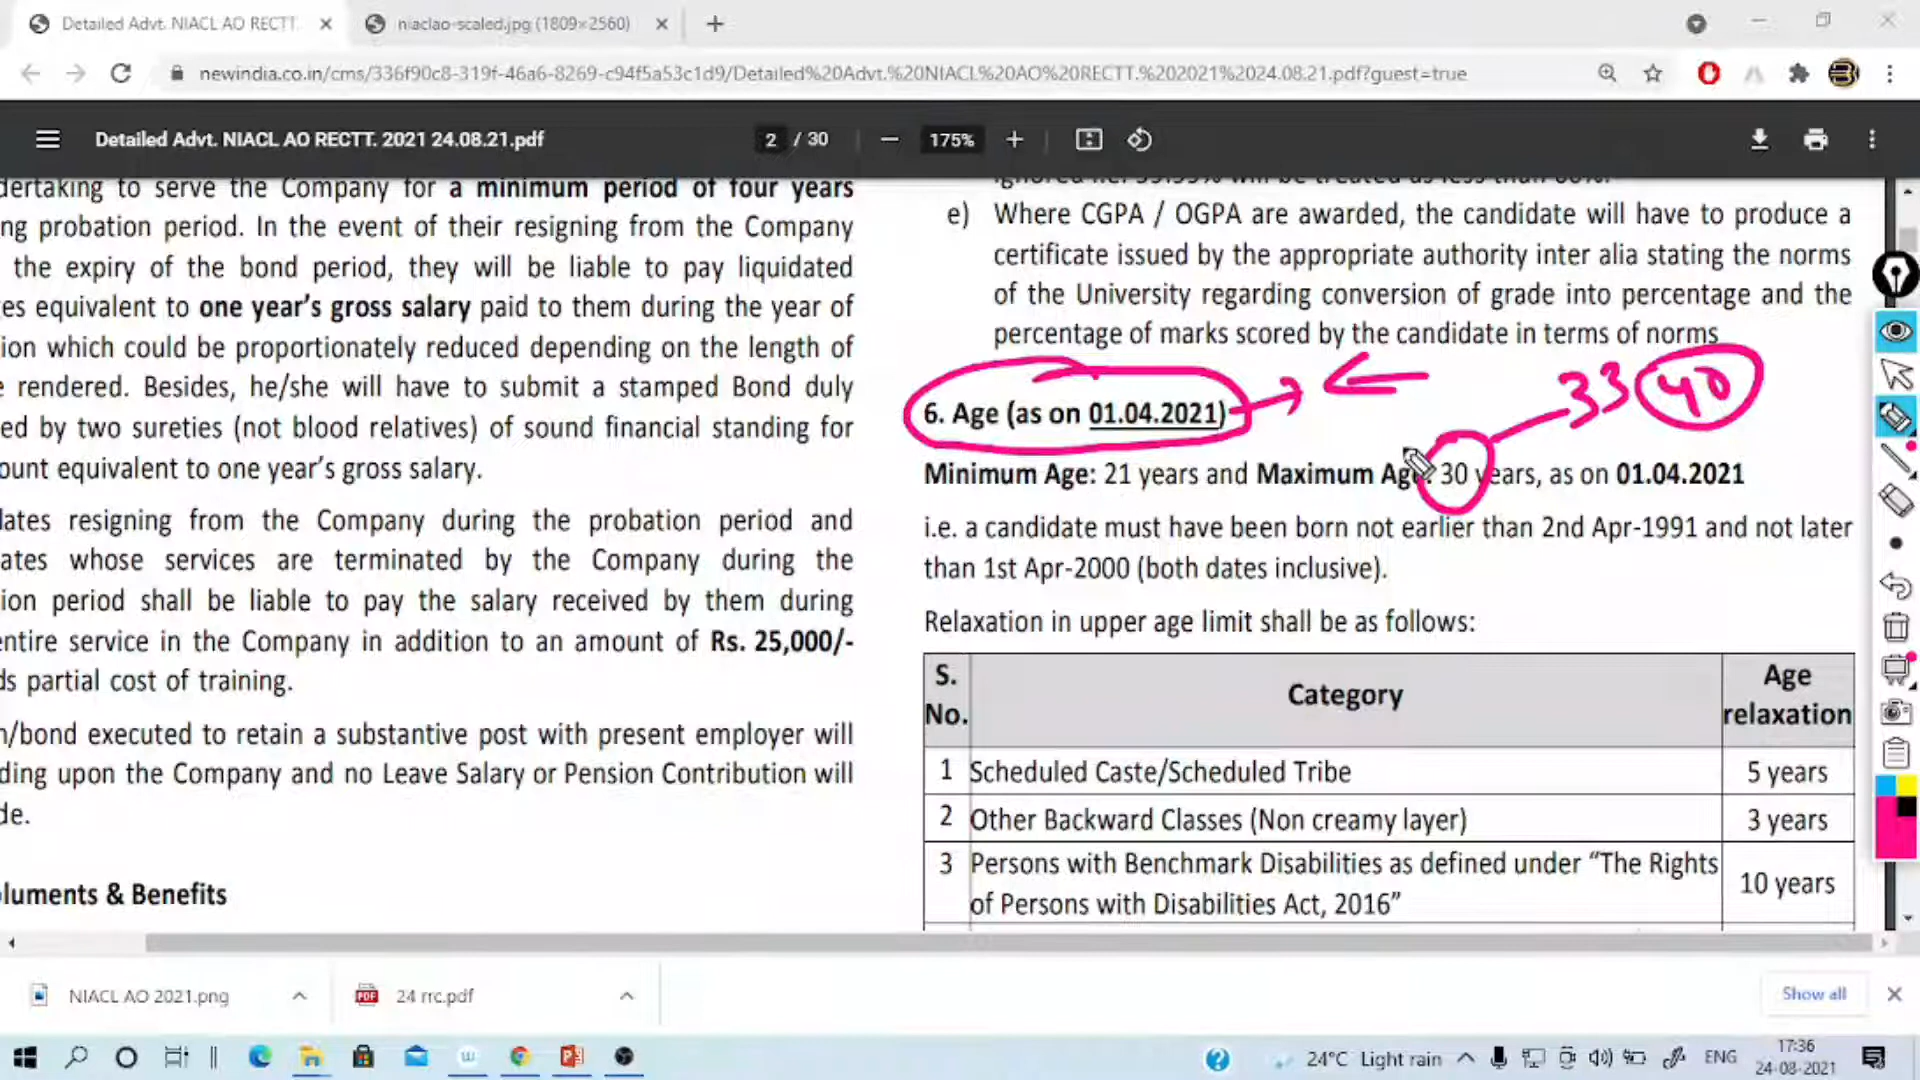 Detailed Advt. NIACL AO RECTT.
niaclao-scaled.jpg (1809×2560)
newindia.co.in/cms/336f90c8-319f-46a6-8269-c94f5a53c1d9/Detailed%20Advt.%20NIACL%20AO%20RECTT.%202021%2024.08.21.pdf?guest=true
Detailed Advt. NIACL AO RECTT. 2021 24.08.21.pdf
2 / 30
175%
dertaking to serve the Company for a minimum period of four years
ng probation period. In the event of their resigning from the Company
the expiry of the bond period, they will be liable to pay liquidated
es equivalent to one year's gross salary paid to them during the year of
ion which could be proportionately reduced depending on the length of
e rendered. Besides, he/she will have to submit a stamped Bond duly
ed by two sureties (not blood relatives) of sound financial standing for
ount equivalent to one year's gross salary.
lates resigning from the Company during the probation period and
ates whose services are terminated by the Company during the
ion period shall be liable to pay the salary received by them during
entire service in the Company in addition to an amount of Rs. 25,000/-
ds partial cost of training.
n/bond executed to retain a substantive post with present employer will
ding upon the Company and no Leave Salary or Pension Contribution will
de.
oluments & Benefits
e) Where CGPA / OGPA are awarded, the candidate will have to produce a
certificate issued by the appropriate authority inter alia stating the norms
of the University regarding conversion of grade into percentage and the
percentage of marks scored by the candidate in terms of norms
33 40
6. Age (as on 01.04.2021)
Minimum Age: 21 years and Maximum Age: 30 years, as on 01.04.2021
i.e. a candidate must have been born not earlier than 2nd Apr-1991 and not later
than 1st Apr-2000 (both dates inclusive).
Relaxation in upper age limit shall be as follows:
S. No. Category Age relaxation
1 Scheduled Caste/Scheduled Tribe 5 years
2 Other Backward Classes (Non creamy layer) 3 years
3 Persons with Benchmark Disabilities as defined under "The Rights
of Persons with Disabilities Act, 2016" 10 years
NIACL AO 2021.png
PDF
24 rrc.pdf
Show all
24°C Light rain
ENG
17:36
24-08-2021